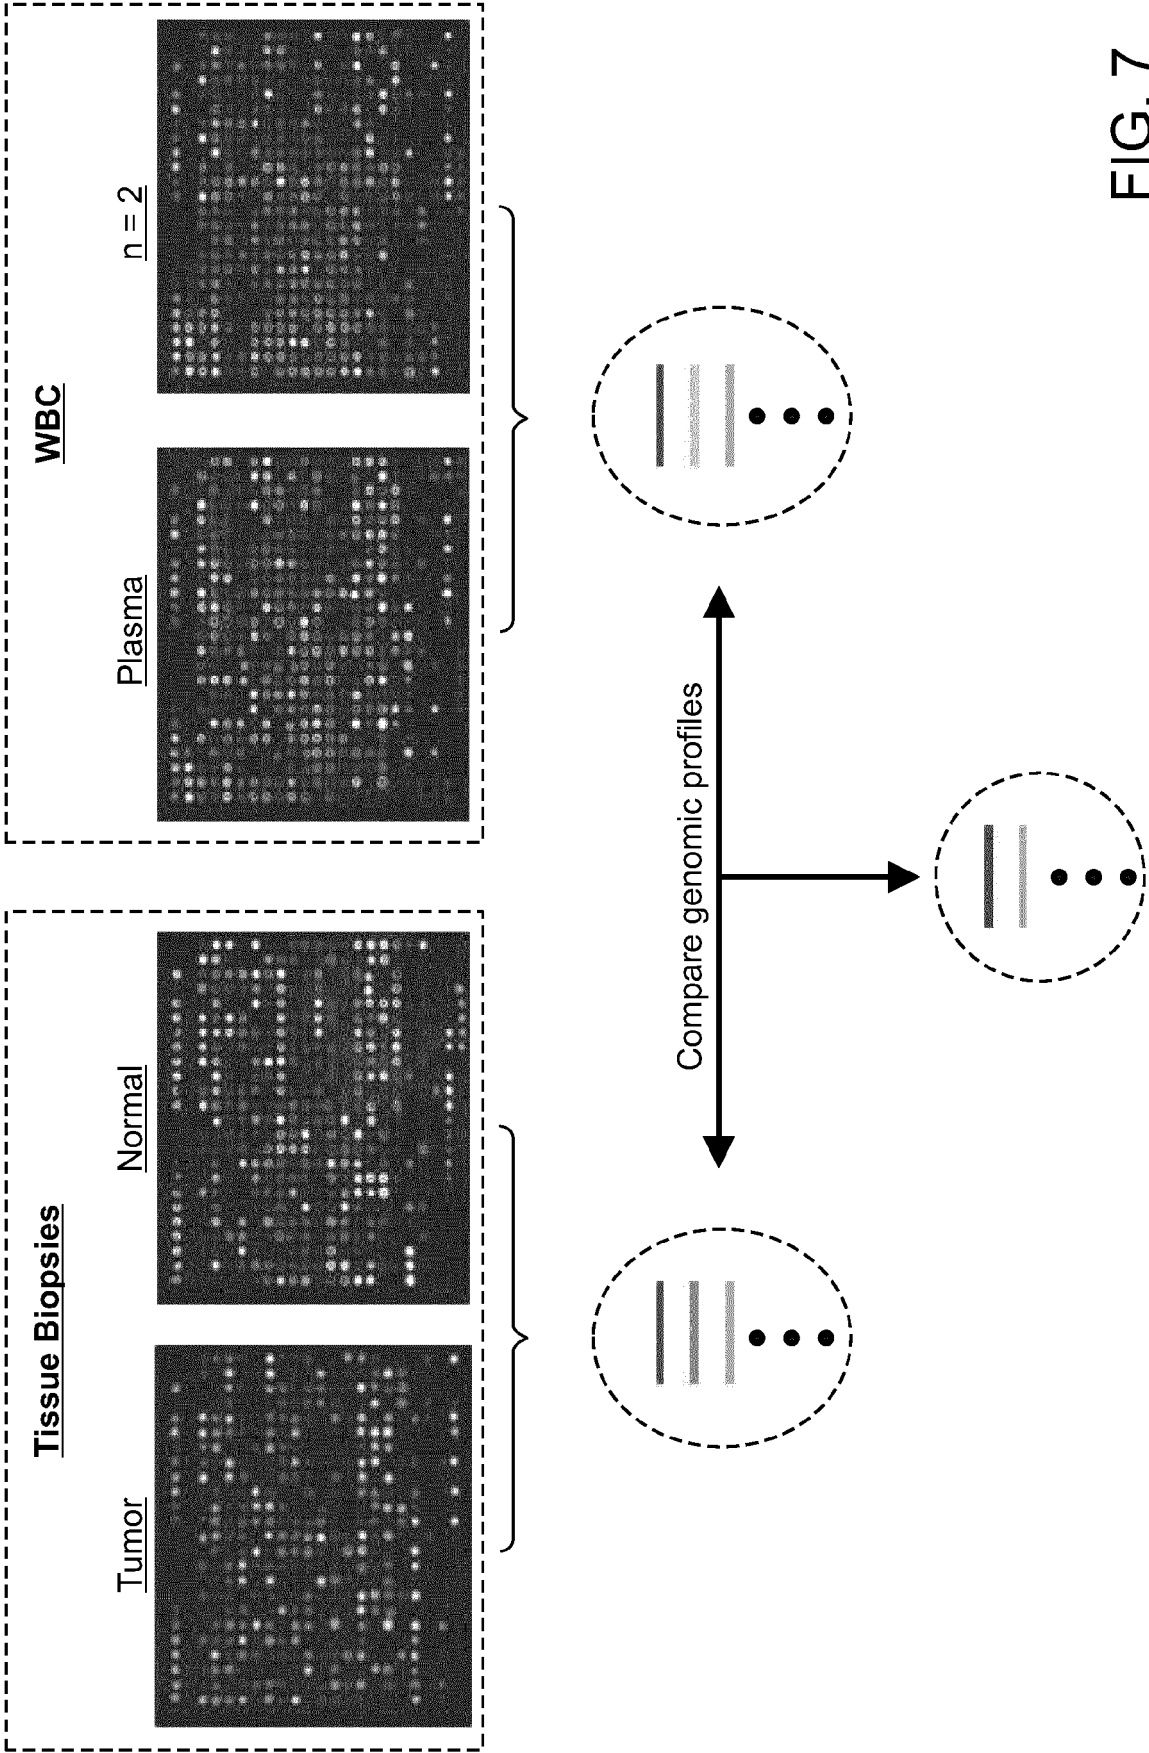 Tissue Biopsies
WBC
Tumor
Normal
Plasma
n = 2
Compare genomic profiles
FIG. 7